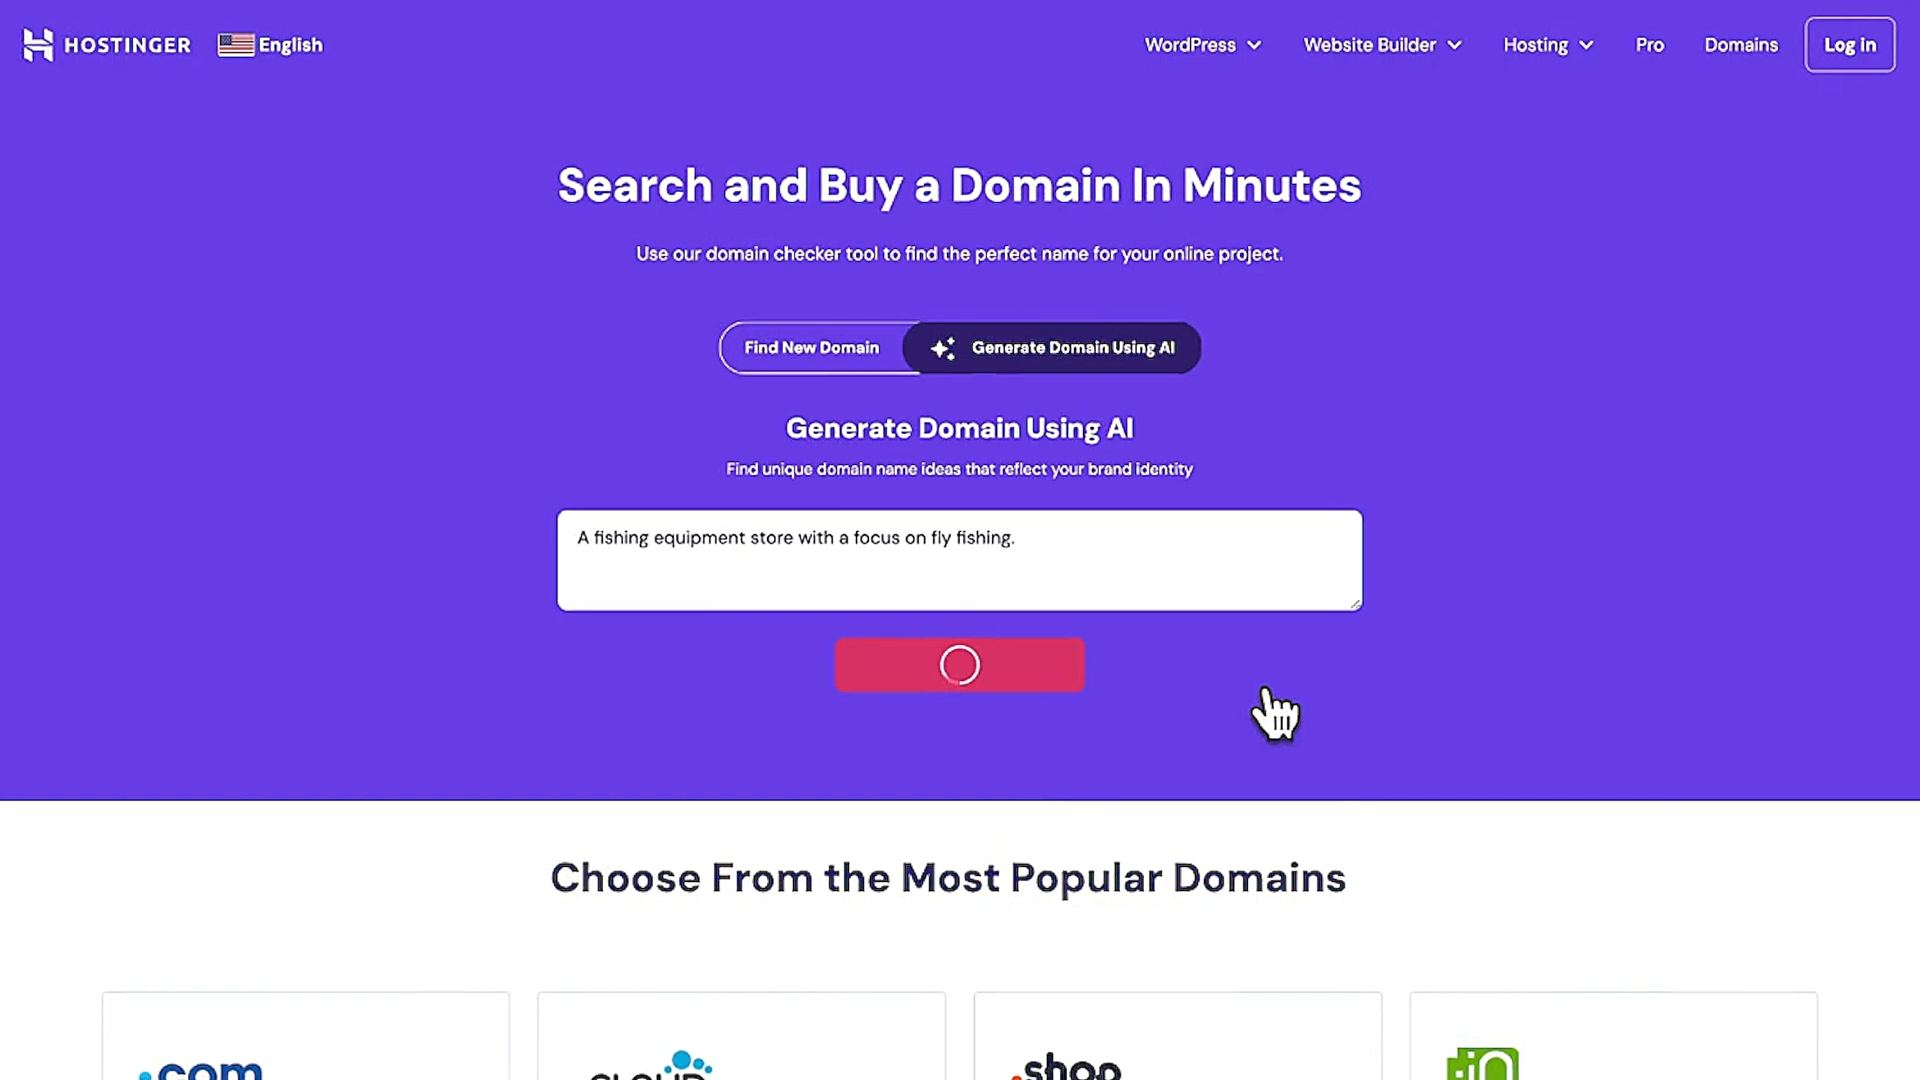 HOSTINGER English WordPress Website Builder Hosting Pro Domains Log in
Search and Buy a Domain In Minutes
Use our domain checker tool to find the perfect name for your online project.
Find New Domain Generate Domain Using AI
Generate Domain Using AI
Find unique domain name ideas that reflect your brand identity
A fishing equipment store with a focus on fly fishing.
Choose From the Most Popular Domains
.com CLOUD .shop .in